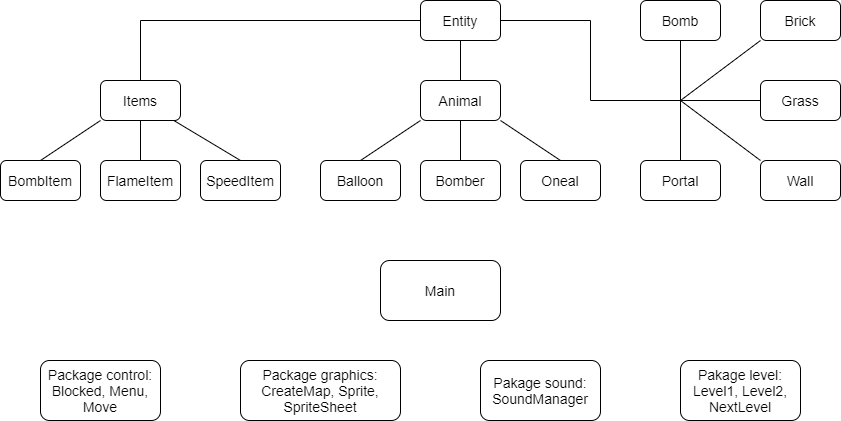 Entity
Bomb
Brick
Items
Animal
Grass
BombItem
FlameItem
SpeedItem
Balloon
Bomber
Oneal
Portal
Wall
Main
Package control:
Blocked, Menu,
Move
Package graphics:
CreateMap, Sprite,
SpriteSheet
Pakage sound:
SoundManager
Pakage level:
Level1, Level2,
NextLevel